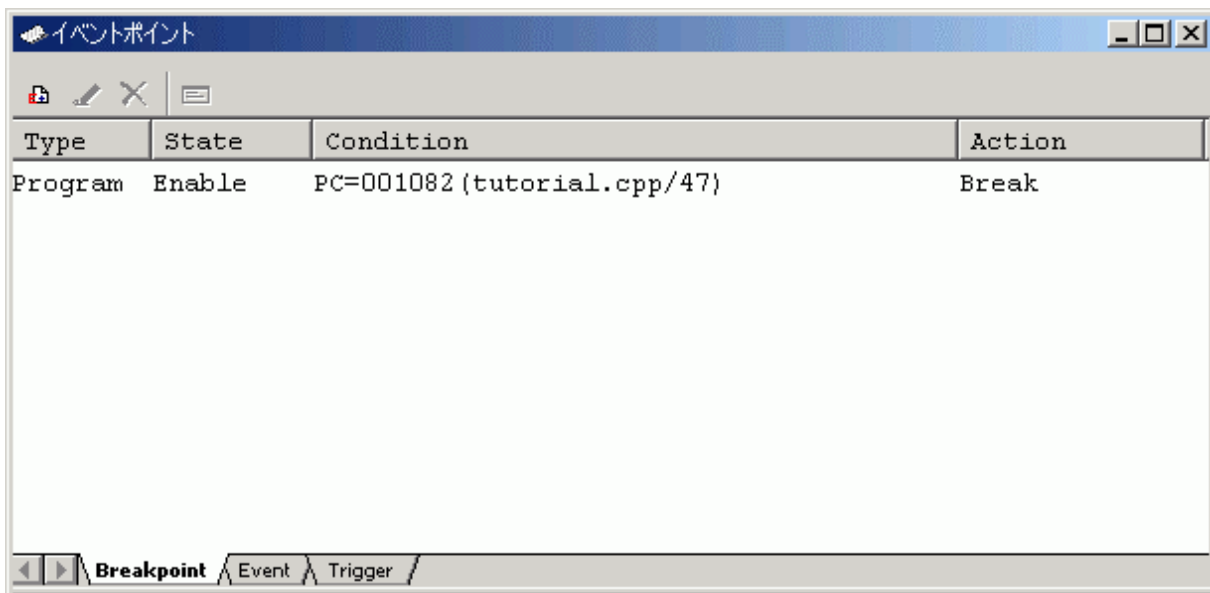 イベントポイント
Type State Condition Action
Program Enable PC=001082(tutorial.cpp/47) Break
Breakpoint Event Trigger